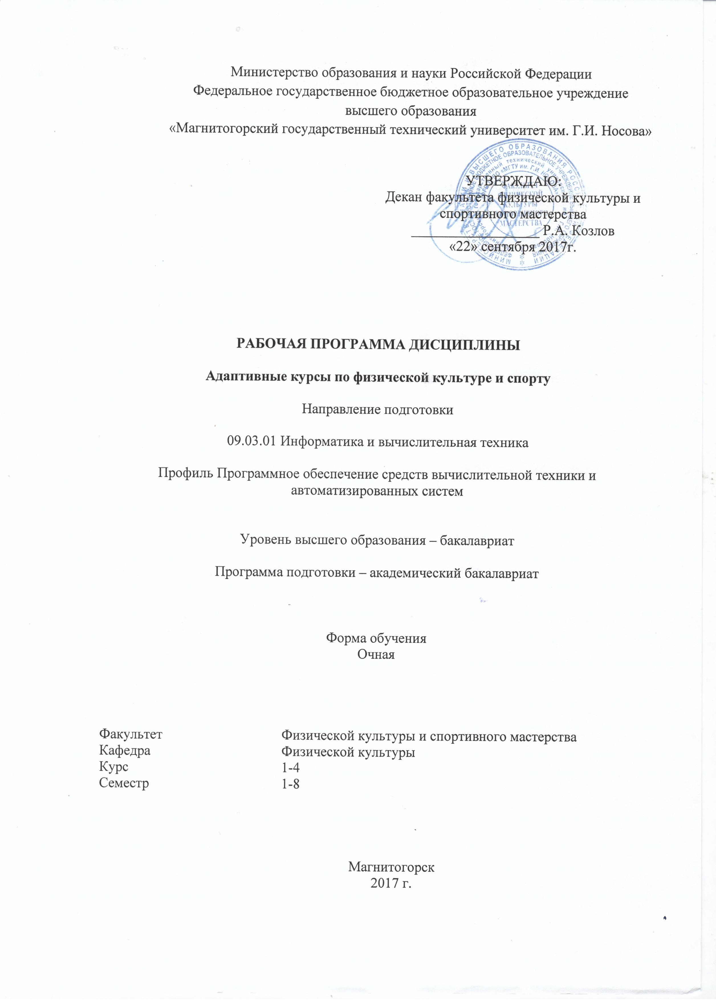 Министерство образования и науки Российской Федерации
Федеральное государственное бюджетное образовательное учреждение
высшего образования
«Магнитогорский государственный технический университет им. Г.И. Носова»
УТВЕРЖДАЮ:
Декан факультета физической культуры и
спортивного мастерства
____________________ Р.А. Козлов
«22» сентября 2017г.
РАБОЧАЯ ПРОГРАММА ДИСЦИПЛИНЫ
Адаптивные курсы по физической культуре и спорту
Направление подготовки
09.03.01 Информатика и вычислительная техника
Профиль Программное обеспечение средств вычислительной техники и
автоматизированных систем
Уровень высшего образования – бакалавриат
Программа подготовки – академический бакалавриат
Форма обучения
Очная
Факультет Физической культуры и спортивного мастерства
Кафедра Физической культуры
Курс 1-4
Семестр 1-8
Магнитогорск
2017 г.